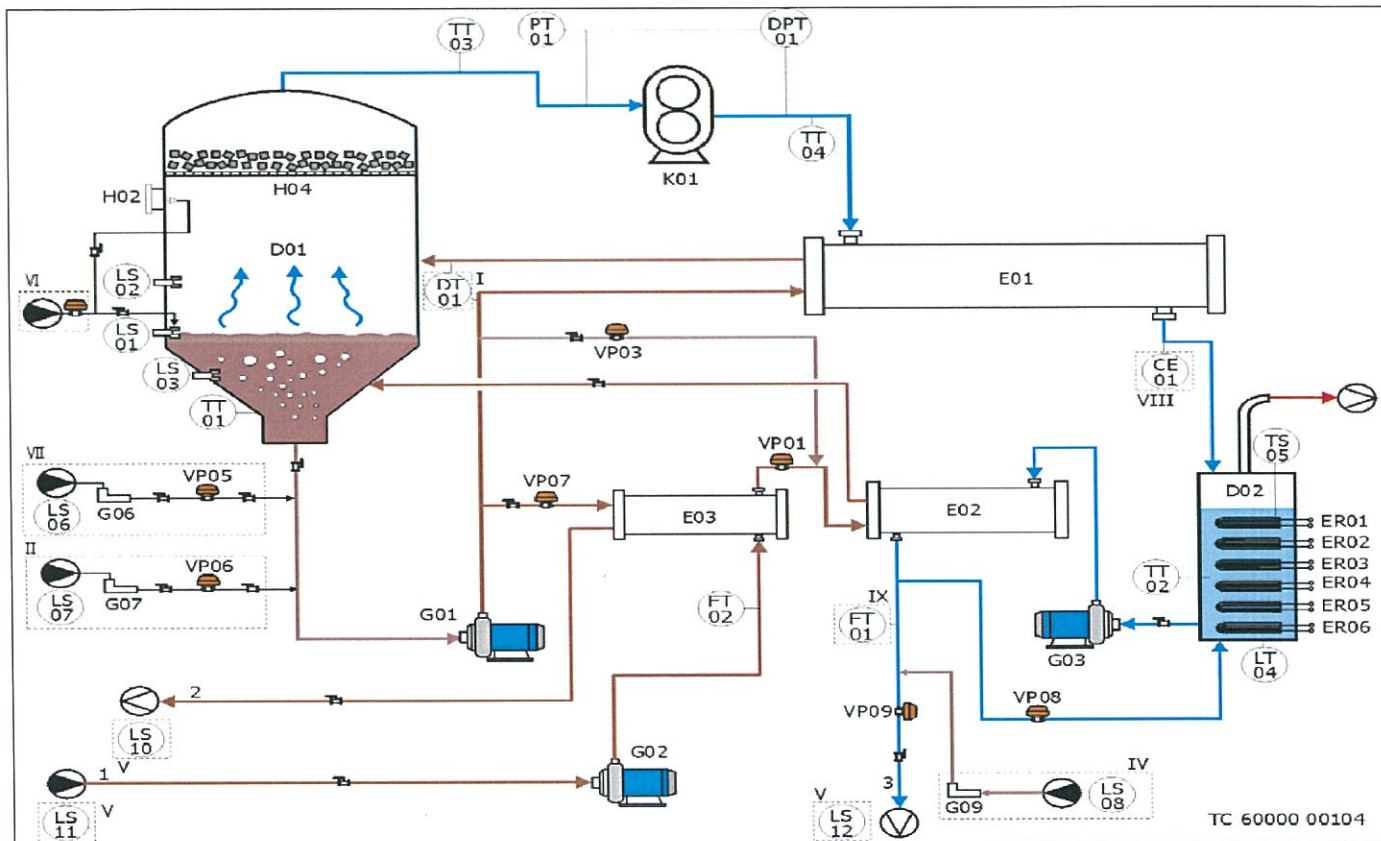 TT
03
PT
01
DPT
01
TT
04
K01
H04
H02
D01
LS
02
VI
LS
01
LS
03
TT
01
DT
01
I
E01
VP03
CE
01
VIII
VII
VP05
LS
06
G06
II
VP06
LS
07
G07
VP07
VP01
E03
E02
TS
05
D02
ER01
ER02
ER03
ER04
ER05
ER06
TT
02
LT
04
G01
FT
02
IX
FT
01
G03
2
LS
10
V
G02
VP09
VP08
1
LS
11
V
3
V
LS
12
IV
G09
LS
08
TC 60000 00104